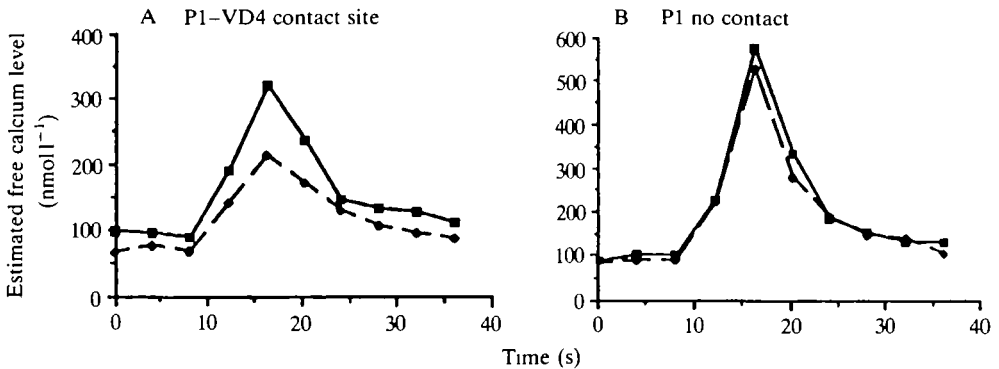 A P1–VD4 contact site
B P1 no contact
Estimated free calcium level
(nmol l⁻¹)
400
300
200
100
0
0 10 20 30 40
600
500
400
300
200
100
0
0 10 20 30 40
Time (s)